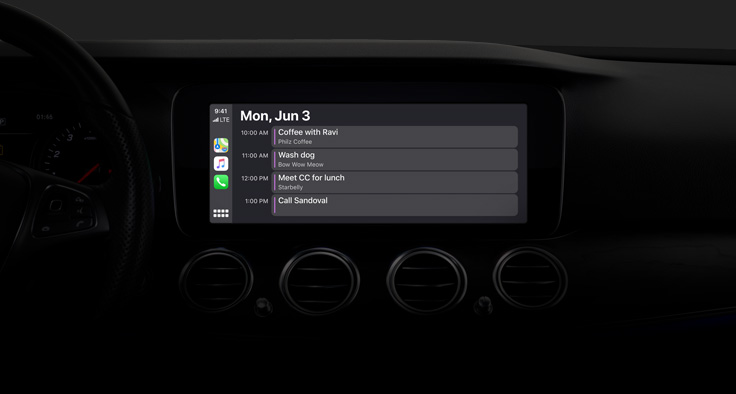 9:41
LTE
Mon, Jun 3
10:00 AM
Coffee with Ravi
Philz Coffee
11:00 AM
Wash dog
Bow Wow Meow
12:00 PM
Meet CC for lunch
Starbelly
1:00 PM
Call Sandoval